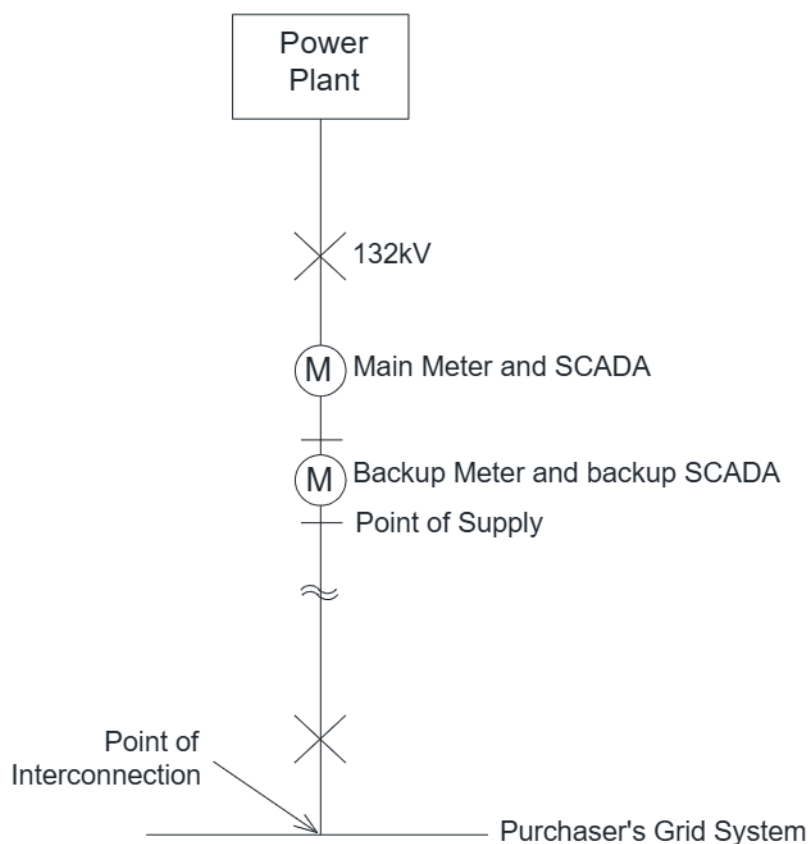 Power
Plant
132kV
M
Main Meter and SCADA
M
Backup Meter and backup SCADA
Point of Supply
Point of
Interconnection
Purchaser's Grid System